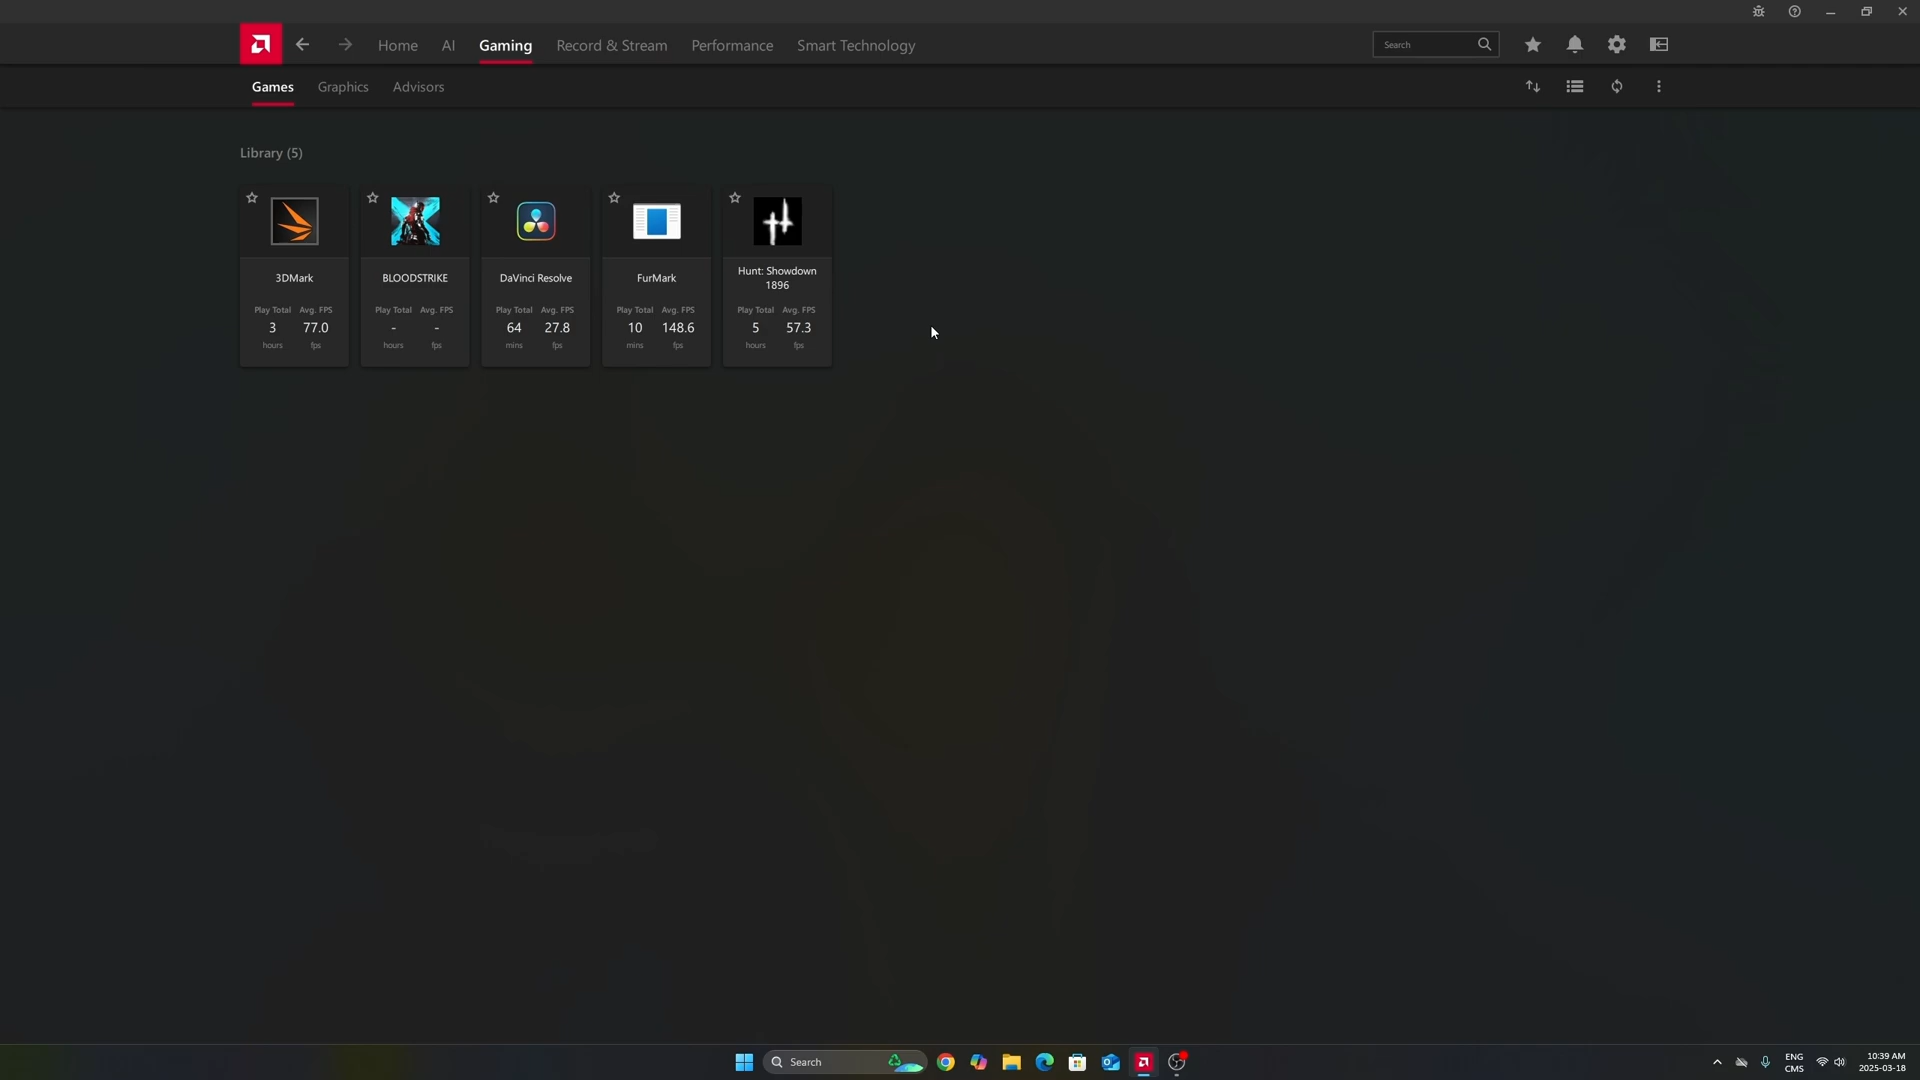 Home AI Gaming Record & Stream Performance Smart Technology Search
Games Graphics Advisors
Library (5)
3DMark
Play Total Avg. FPS
3 77.0
hours fps
BLOODSTRIKE
Play Total Avg. FPS
- -
hours fps
DaVinci Resolve
Play Total Avg. FPS
64 27.8
mins fps
FurMark
Play Total Avg. FPS
10 148.6
mins fps
Hunt: Showdown
1896
Play Total Avg. FPS
5 57.3
hours fps
Search
ENG
CMS
10:39 AM
2025-03-18